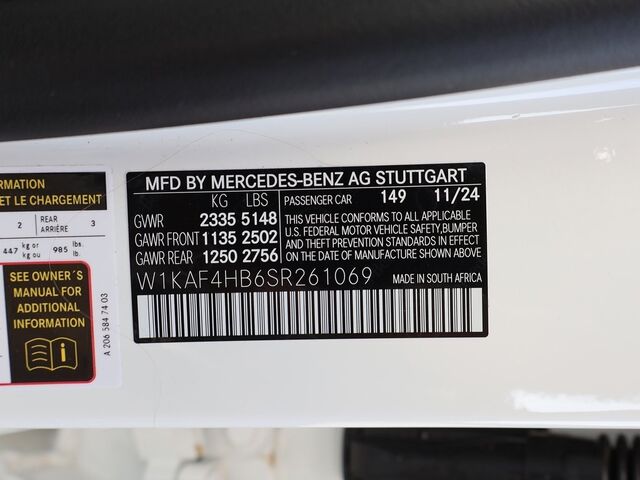 RMATION
ET LE CHARGEMENT
2 REAR ARRIÈRE 3
447 kg or kg ou 985 lbs. lb.
SEE OWNER´S
MANUAL FOR
ADDITIONAL
INFORMATION
A 206 584 74 03
MFD BY MERCEDES-BENZ AG STUTTGART
KG LBS PASSENGER CAR 149 11/24
GVWR 2335 5148
GAWR FRONT 1135 2502
GAWR REAR 1250 2756
THIS VEHICLE CONFORMS TO ALL APPLICABLE
U.S. FEDERAL MOTOR VEHICLE SAFETY,BUMPER
AND THEFT PREVENTION STANDARDS IN EFFECT
ON THE DATE OF MANUFACTURE SHOWN ABOVE.
W1KAF4HB6SR261069 MADE IN SOUTH AFRICA